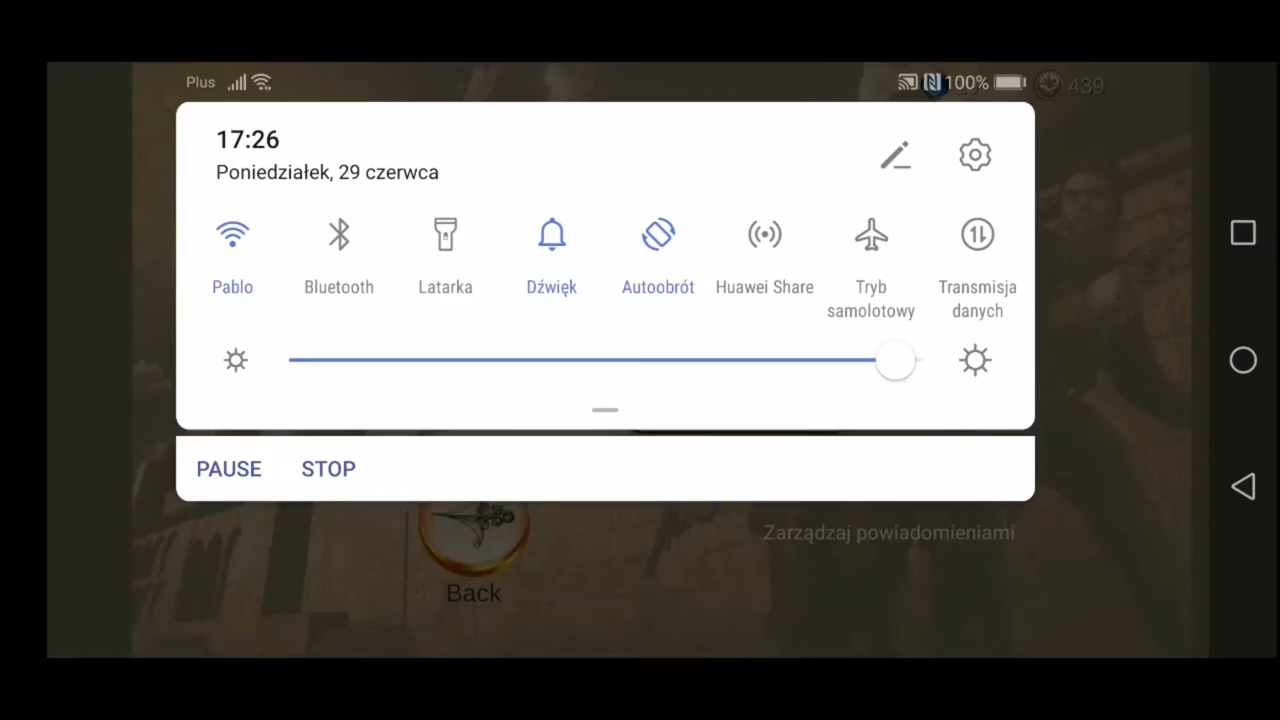 Plus
100%
439
17:26
Poniedziałek, 29 czerwca
Pablo
Bluetooth
Latarka
Dźwięk
Autoobrót
Huawei Share
Tryb
samolotowy
Transmisja
danych
PAUSE
STOP
Zarządzaj powiadomieniami
Back